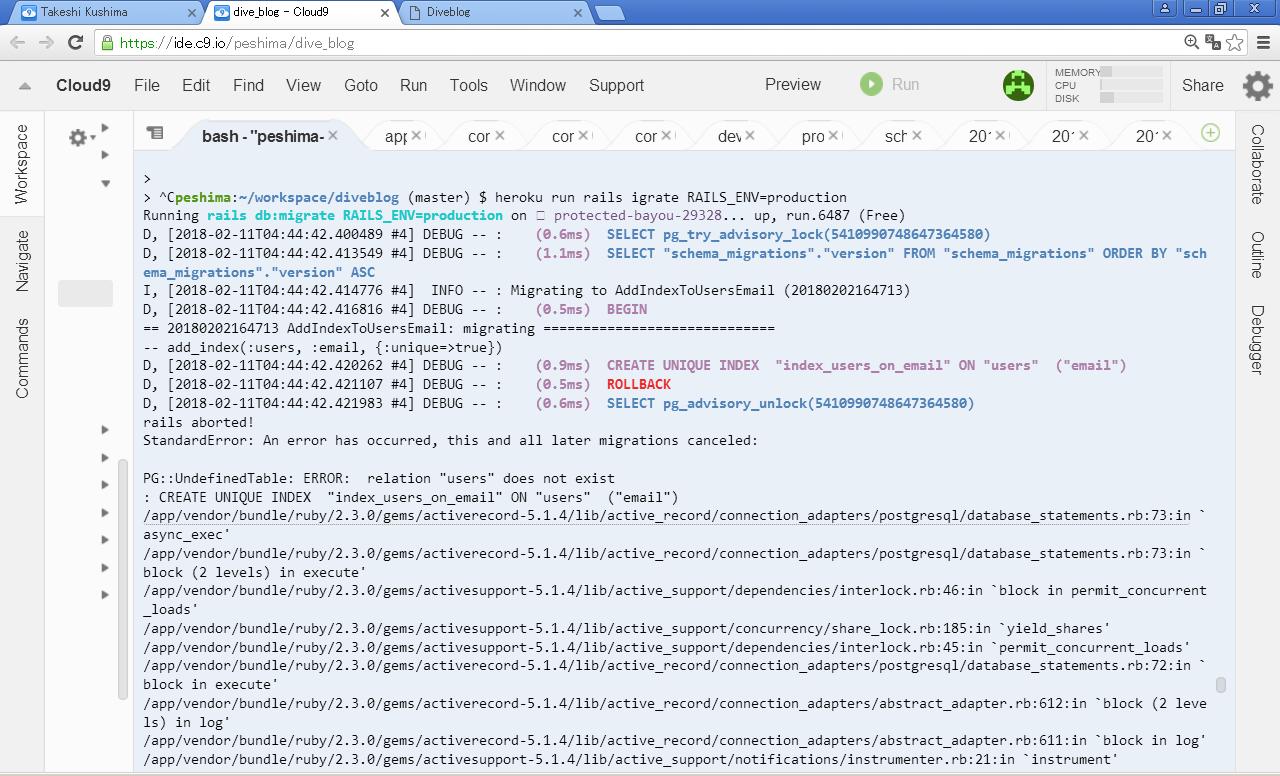 Takeshi Kushima
dive_blog - Cloud9
Diveblog
https://ide.c9.io/peshima/dive_blog
Cloud9 File Edit Find View Goto Run Tools Window Support Preview Run MEMORY CPU DISK Share
Workspace
Navigate
Commands
Collaborate
Outline
Debugger
bash - "peshima- app cor cor cor dev pro sch 201 201 201
>
> ^Cpeshima:~/workspace/diveblog (master) $ heroku run rails igrate RAILS_ENV=production
Running rails db:migrate RAILS_ENV=production on protected-bayou-29328... up, run.6487 (Free)
D, [2018-02-11T04:44:42.400489 #4] DEBUG -- :    (0.6ms)  SELECT pg_try_advisory_lock(5410990748647364580)
D, [2018-02-11T04:44:42.413549 #4] DEBUG -- :    (1.1ms)  SELECT "schema_migrations"."version" FROM "schema_migrations" ORDER BY "sch
ema_migrations"."version" ASC
I, [2018-02-11T04:44:42.414776 #4]  INFO -- : Migrating to AddIndexToUsersEmail (20180202164713)
D, [2018-02-11T04:44:42.416816 #4] DEBUG -- :    (0.5ms)  BEGIN
== 20180202164713 AddIndexToUsersEmail: migrating =============================
-- add_index(:users, :email, {:unique=>true})
D, [2018-02-11T04:44:42.420262 #4] DEBUG -- :    (0.9ms)  CREATE UNIQUE INDEX  "index_users_on_email" ON "users"  ("email")
D, [2018-02-11T04:44:42.421107 #4] DEBUG -- :    (0.5ms)  ROLLBACK
D, [2018-02-11T04:44:42.421983 #4] DEBUG -- :    (0.6ms)  SELECT pg_advisory_unlock(5410990748647364580)
rails aborted!
StandardError: An error has occurred, this and all later migrations canceled:
PG::UndefinedTable: ERROR:  relation "users" does not exist
: CREATE UNIQUE INDEX  "index_users_on_email" ON "users"  ("email")
/app/vendor/bundle/ruby/2.3.0/gems/activerecord-5.1.4/lib/active_record/connection_adapters/postgresql/database_statements.rb:73:in `
async_exec'
/app/vendor/bundle/ruby/2.3.0/gems/activerecord-5.1.4/lib/active_record/connection_adapters/postgresql/database_statements.rb:73:in `
block (2 levels) in execute'
/app/vendor/bundle/ruby/2.3.0/gems/activesupport-5.1.4/lib/active_support/dependencies/interlock.rb:46:in `block in permit_concurrent
_loads'
/app/vendor/bundle/ruby/2.3.0/gems/activesupport-5.1.4/lib/active_support/concurrency/share_lock.rb:185:in `yield_shares'
/app/vendor/bundle/ruby/2.3.0/gems/activesupport-5.1.4/lib/active_support/dependencies/interlock.rb:45:in `permit_concurrent_loads'
/app/vendor/bundle/ruby/2.3.0/gems/activerecord-5.1.4/lib/active_record/connection_adapters/postgresql/database_statements.rb:72:in `
block in execute'
/app/vendor/bundle/ruby/2.3.0/gems/activerecord-5.1.4/lib/active_record/connection_adapters/abstract_adapter.rb:612:in `block (2 leve
ls) in log'
/app/vendor/bundle/ruby/2.3.0/gems/activerecord-5.1.4/lib/active_record/connection_adapters/abstract_adapter.rb:611:in `block in log'
/app/vendor/bundle/ruby/2.3.0/gems/activesupport-5.1.4/lib/active_support/notifications/instrumenter.rb:21:in `instrument'